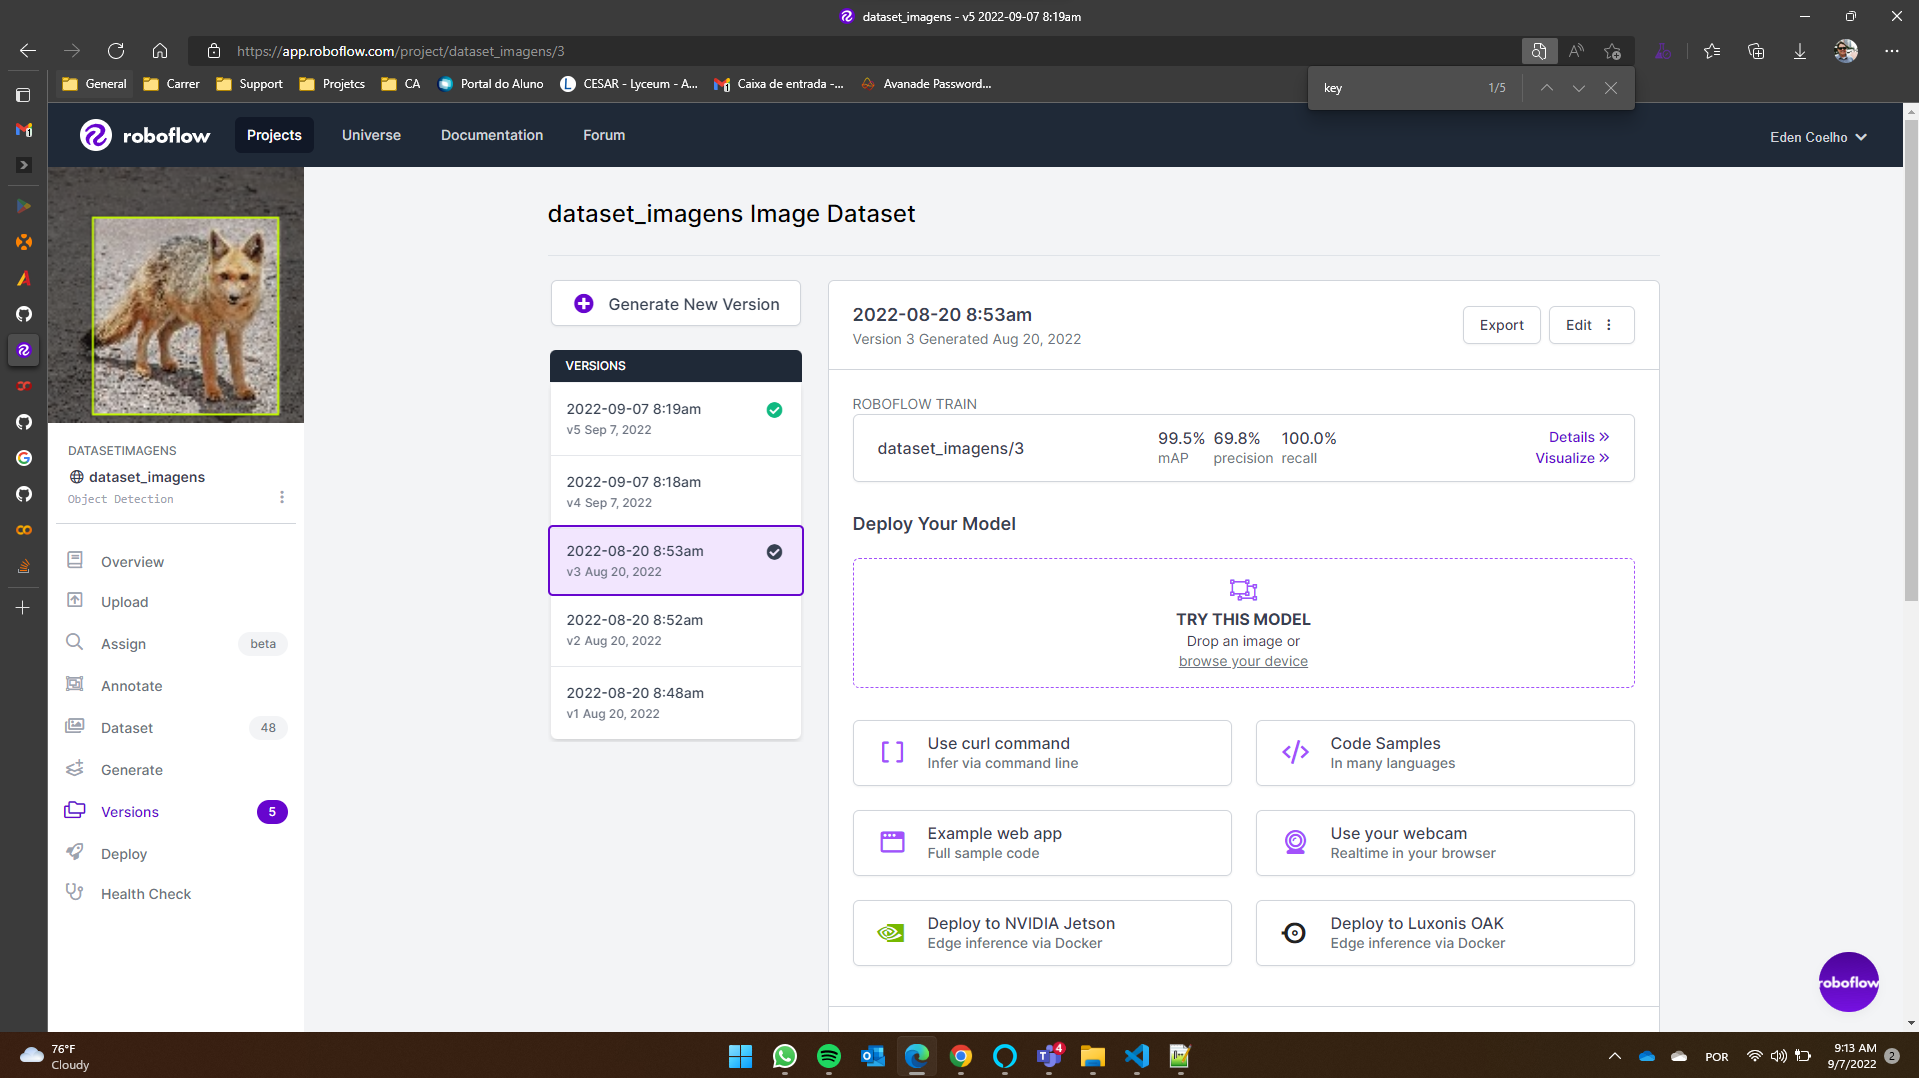 dataset_imagens - v5 2022-09-07 8:19am
https://app.roboflow.com/project/dataset_imagens/3
General
Carrer
Support
Projetcs
CA
Portal do Aluno
CESAR - Lyceum - A...
Caixa de entrada -...
Avanade Password...
key
1/5
roboflow
Projects
Universe
Documentation
Forum
Eden Coelho
DATASETIMAGENS
dataset_imagens
Object Detection
Overview
Upload
Assign
beta
Annotate
Dataset
48
Generate
Versions
5
Deploy
Health Check
dataset_imagens Image Dataset
Generate New Version
VERSIONS
2022-09-07 8:19am
v5 Sep 7, 2022
2022-09-07 8:18am
v4 Sep 7, 2022
2022-08-20 8:53am
v3 Aug 20, 2022
2022-08-20 8:52am
v2 Aug 20, 2022
2022-08-20 8:48am
v1 Aug 20, 2022
2022-08-20 8:53am
Version 3 Generated Aug 20, 2022
Export
Edit
ROBOFLOW TRAIN
dataset_imagens/3
99.5% 69.8% 100.0%
mAP precision recall
Details
Visualize
Deploy Your Model
TRY THIS MODEL
Drop an image or
browse your device
Use curl command
Infer via command line
Code Samples
In many languages
Example web app
Full sample code
Use your webcam
Realtime in your browser
Deploy to NVIDIA Jetson
Edge inference via Docker
Deploy to Luxonis OAK
Edge inference via Docker
roboflow
76°F
Cloudy
4
POR
9:13 AM
9/7/2022
2